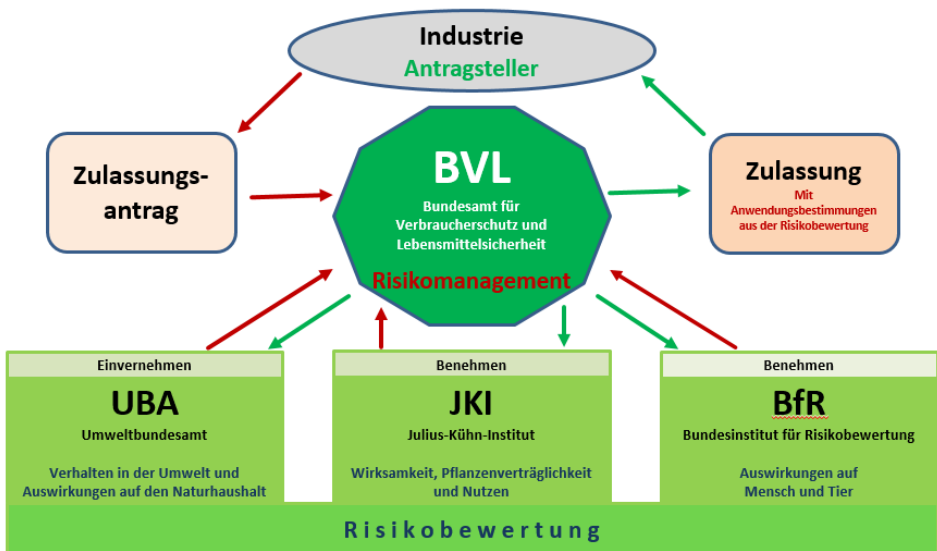 Industrie
Antragsteller
Zulassungs-
antrag
BVL
Bundesamt für
Verbraucherschutz und
Lebensmittelsicherheit
Risikomanagement
Zulassung
Mit
Anwendungsbestimmungen
aus der Risikobewertung
Einvernehmen
UBA
Umweltbundesamt
Verhalten in der Umwelt und
Auswirkungen auf den Naturhaushalt
Benehmen
JKI
Julius-Kühn-Institut
Wirksamkeit, Pflanzenverträglichkeit
und Nutzen
Benehmen
BfR
Bundesinstitut für Risikobewertung
Auswirkungen auf
Mensch und Tier
Risikobewertung